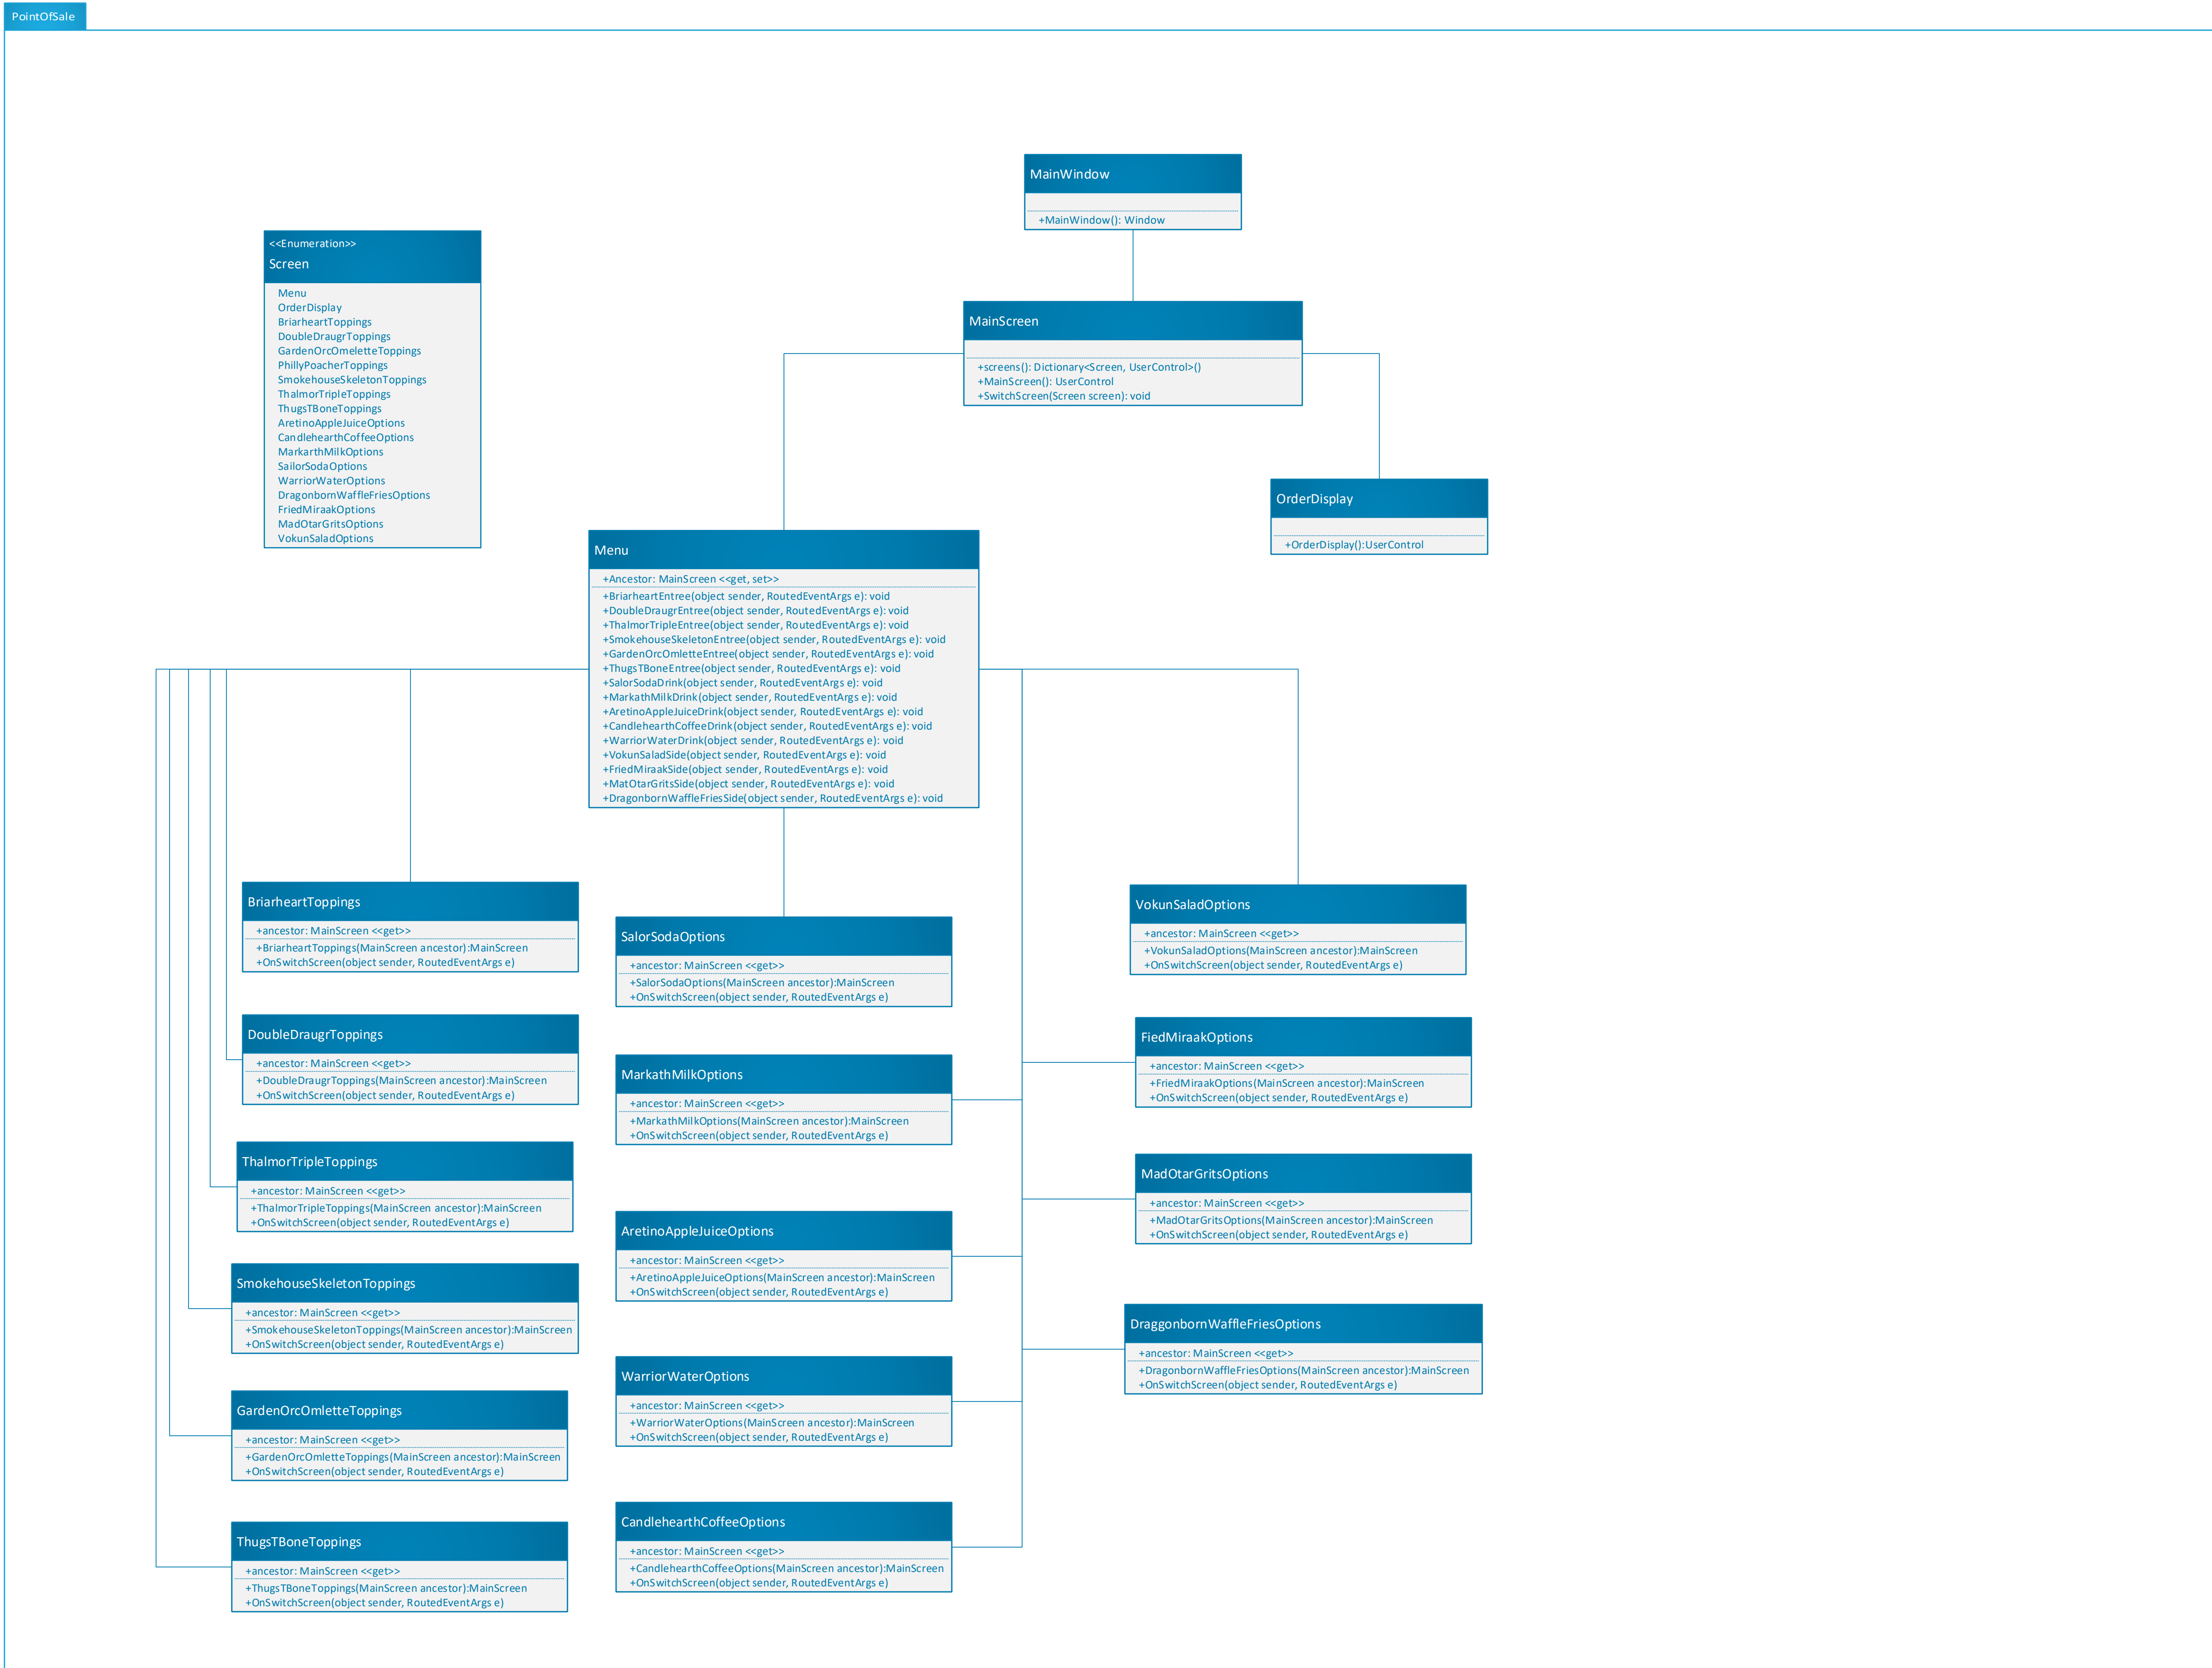 PointOfSale
MainWindow
+MainWindow(): Window
<<Enumeration>>
Screen
Menu
OrderDisplay
BriarheartToppings
DoubleDraugrToppings
GardenOrcOmeletteToppings
PhillyPoacherToppings
SmokehouseSkeletonToppings
ThalmorTripleToppings
ThugsTBoneToppings
AretinoAppleJuiceOptions
CandlehearthCoffeeOptions
MarkarthMilkOptions
SailorSodaOptions
WarriorWaterOptions
DragonbornWaffleFriesOptions
FriedMiraakOptions
MadOtarGritsOptions
VokunSaladOptions
MainScreen
+screens(): Dictionary<Screen, UserControl>()
+MainScreen(): UserControl
+SwitchScreen(Screen screen): void
OrderDisplay
+OrderDisplay():UserControl
Menu
+Ancestor: MainScreen <<get, set>>
+BriarheartEntree(object sender, RoutedEventArgs e): void
+DoubleDraugrEntree(object sender, RoutedEventArgs e): void
+ThalmorTripleEntree(object sender, RoutedEventArgs e): void
+SmokehouseSkeletonEntree(object sender, RoutedEventArgs e): void
+GardenOrcOmletteEntree(object sender, RoutedEventArgs e): void
+ThugsTBoneEntree(object sender, RoutedEventArgs e): void
+SalorSodaDrink(object sender, RoutedEventArgs e): void
+MarkathMilkDrink(object sender, RoutedEventArgs e): void
+AretinoAppleJuiceDrink(object sender, RoutedEventArgs e): void
+CandlehearthCoffeeDrink(object sender, RoutedEventArgs e): void
+WarriorWaterDrink(object sender, RoutedEventArgs e): void
+VokunSaladSide(object sender, RoutedEventArgs e): void
+FriedMiraakSide(object sender, RoutedEventArgs e): void
+MatOtarGritsSide(object sender, RoutedEventArgs e): void
+DragonbornWaffleFriesSide(object sender, RoutedEventArgs e): void
BriarheartToppings
+ancestor: MainScreen <<get>>
+BriarheartToppings(MainScreen ancestor):MainScreen
+OnSwitchScreen(object sender, RoutedEventArgs e)
DoubleDraugrToppings
+ancestor: MainScreen <<get>>
+DoubleDraugrToppings(MainScreen ancestor):MainScreen
+OnSwitchScreen(object sender, RoutedEventArgs e)
ThalmorTripleToppings
+ancestor: MainScreen <<get>>
+ThalmorTripleToppings(MainScreen ancestor):MainScreen
+OnSwitchScreen(object sender, RoutedEventArgs e)
SmokehouseSkeletonToppings
+ancestor: MainScreen <<get>>
+SmokehouseSkeletonToppings(MainScreen ancestor):MainScreen
+OnSwitchScreen(object sender, RoutedEventArgs e)
GardenOrcOmletteToppings
+ancestor: MainScreen <<get>>
+GardenOrcOmletteToppings(MainScreen ancestor):MainScreen
+OnSwitchScreen(object sender, RoutedEventArgs e)
ThugsTBoneToppings
+ancestor: MainScreen <<get>>
+ThugsTBoneToppings(MainScreen ancestor):MainScreen
+OnSwitchScreen(object sender, RoutedEventArgs e)
SalorSodaOptions
+ancestor: MainScreen <<get>>
+SalorSodaOptions(MainScreen ancestor):MainScreen
+OnSwitchScreen(object sender, RoutedEventArgs e)
MarkathMilkOptions
+ancestor: MainScreen <<get>>
+MarkathMilkOptions(MainScreen ancestor):MainScreen
+OnSwitchScreen(object sender, RoutedEventArgs e)
AretinoAppleJuiceOptions
+ancestor: MainScreen <<get>>
+AretinoAppleJuiceOptions(MainScreen ancestor):MainScreen
+OnSwitchScreen(object sender, RoutedEventArgs e)
WarriorWaterOptions
+ancestor: MainScreen <<get>>
+WarriorWaterOptions(MainScreen ancestor):MainScreen
+OnSwitchScreen(object sender, RoutedEventArgs e)
CandlehearthCoffeeOptions
+ancestor: MainScreen <<get>>
+CandlehearthCoffeeOptions(MainScreen ancestor):MainScreen
+OnSwitchScreen(object sender, RoutedEventArgs e)
VokunSaladOptions
+ancestor: MainScreen <<get>>
+VokunSaladOptions(MainScreen ancestor):MainScreen
+OnSwitchScreen(object sender, RoutedEventArgs e)
FiedMiraakOptions
+ancestor: MainScreen <<get>>
+FriedMiraakOptions(MainScreen ancestor):MainScreen
+OnSwitchScreen(object sender, RoutedEventArgs e)
MadOtarGritsOptions
+ancestor: MainScreen <<get>>
+MadOtarGritsOptions(MainScreen ancestor):MainScreen
+OnSwitchScreen(object sender, RoutedEventArgs e)
DraggonbornWaffleFriesOptions
+ancestor: MainScreen <<get>>
+DragonbornWaffleFriesOptions(MainScreen ancestor):MainScreen
+OnSwitchScreen(object sender, RoutedEventArgs e)